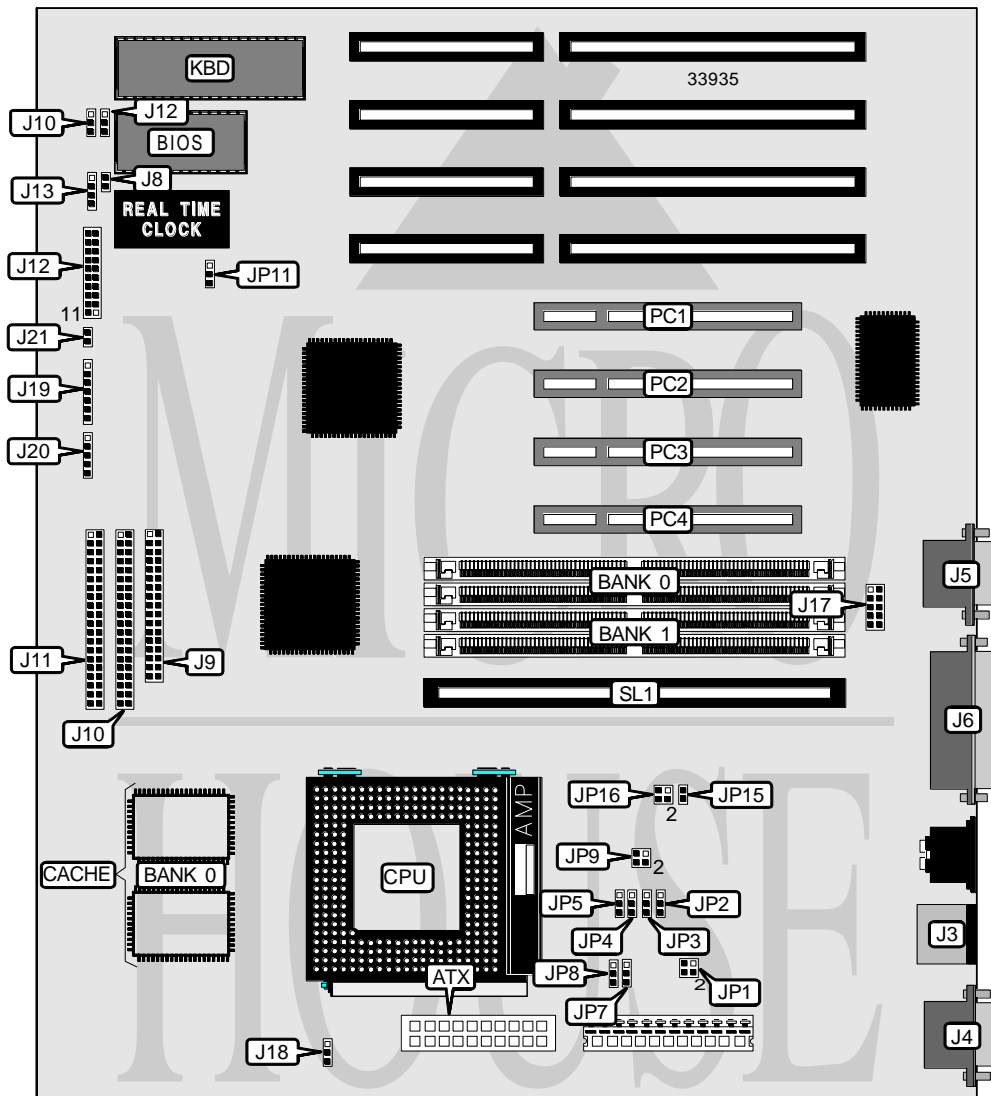 KBD
33935
J10
J12
BIOS
J13
J8
REAL TIME
CLOCK
J12
JP11
11
PC1
J21
J19
PC2
J20
PC3
PC4
BANK 0
J5
J17
BANK 1
J11
J9
SL1
J10
J6
MICRO
HOUSE
JP16
JP15
2
AMP
JP9
2
CACHE
BANK 0
CPU
JP5
JP2
JP4
JP3
J3
JP8
JP1
2
ATX
JP7
J18
J4